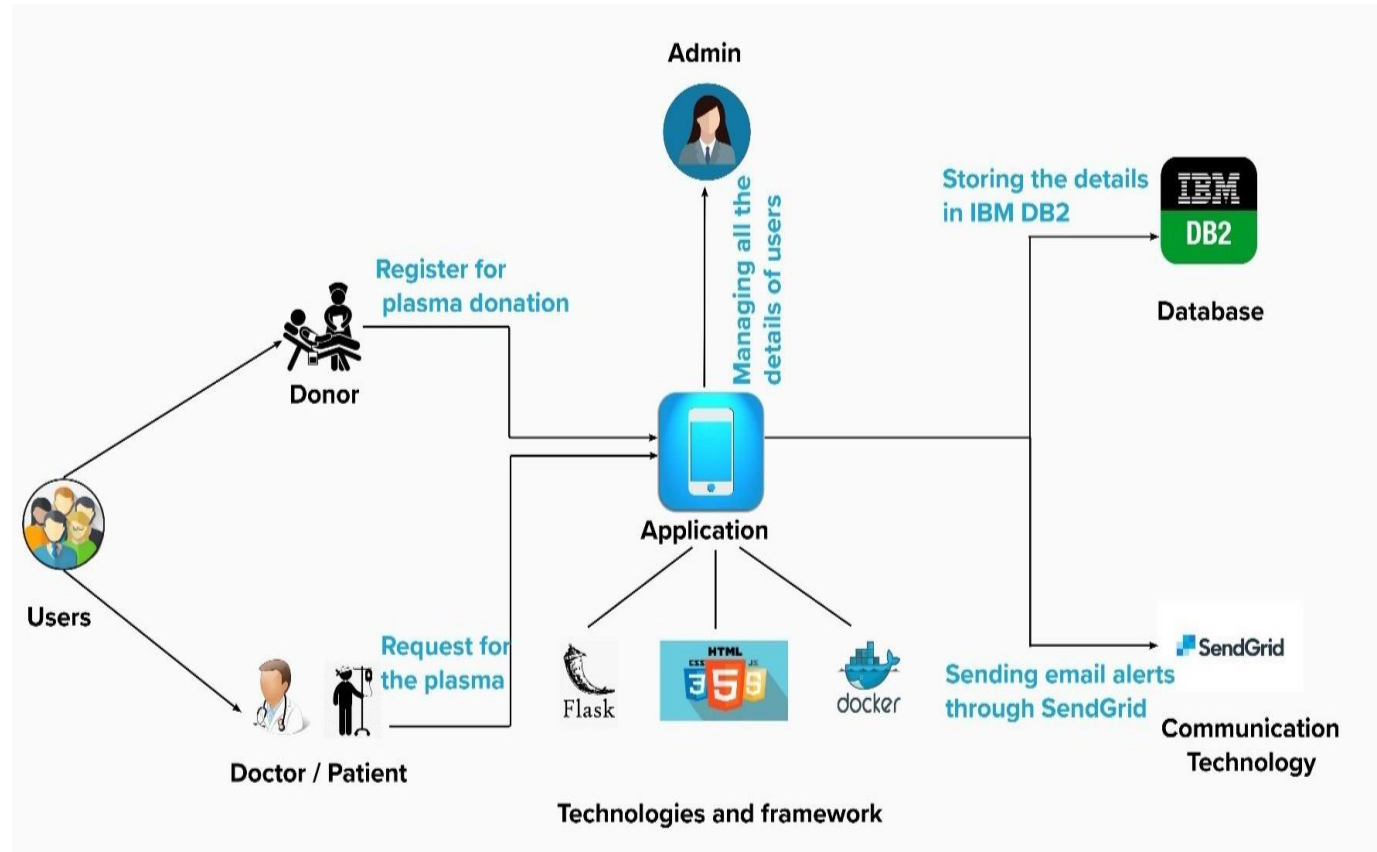 Admin
Managing all the
details of users
Storing the details
in IBM DB2
IBM
DB2
Database
Register for
plasma donation
Donor
Application
Users
Request for
the plasma
Doctor / Patient
Flask
HTML
CSS
JS
3
5
5
docker
Sending email alerts
through SendGrid
SendGrid
Communication
Technology
Technologies and framework